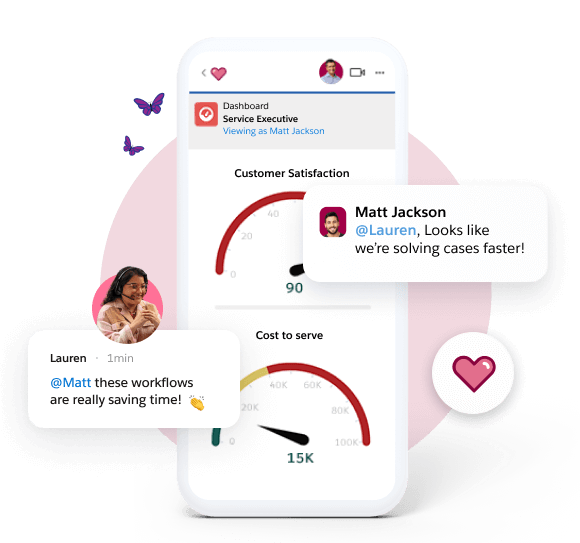 Dashboard
Service Executive
Viewing as Matt Jackson
Customer Satisfaction
40
20
0
90
Matt Jackson
@Lauren, Looks like
we're solving cases faster!
Cost to serve
40K 60K
20K 80K
0 100K
15K
Lauren · 1min
@Matt these workflows
are really saving time! 👏